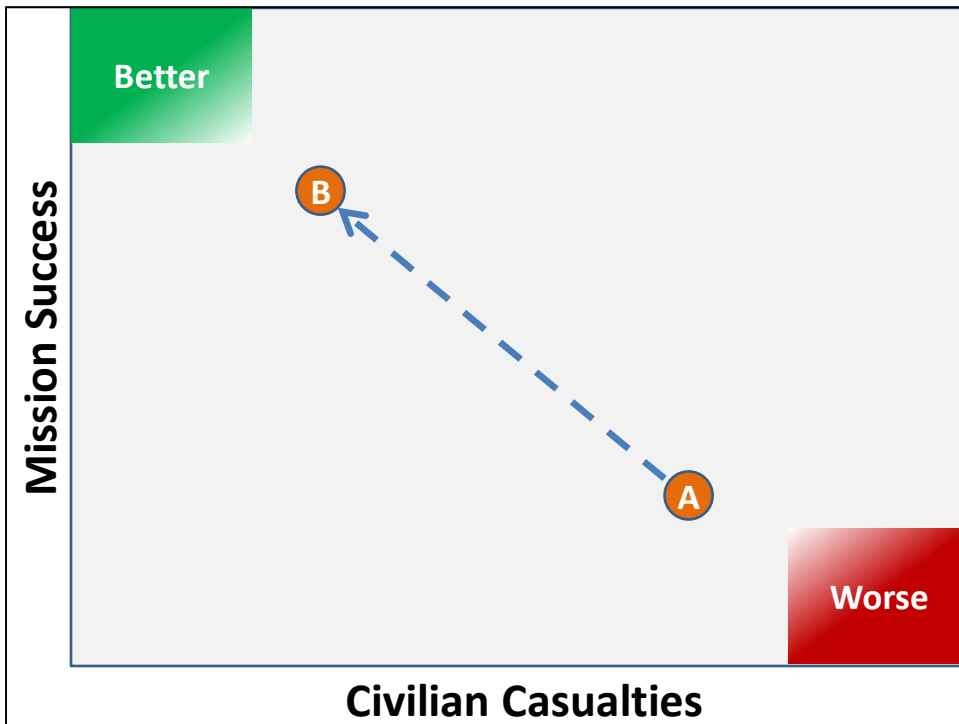 Better
B
Mission Success
A
Worse
Civilian Casualties